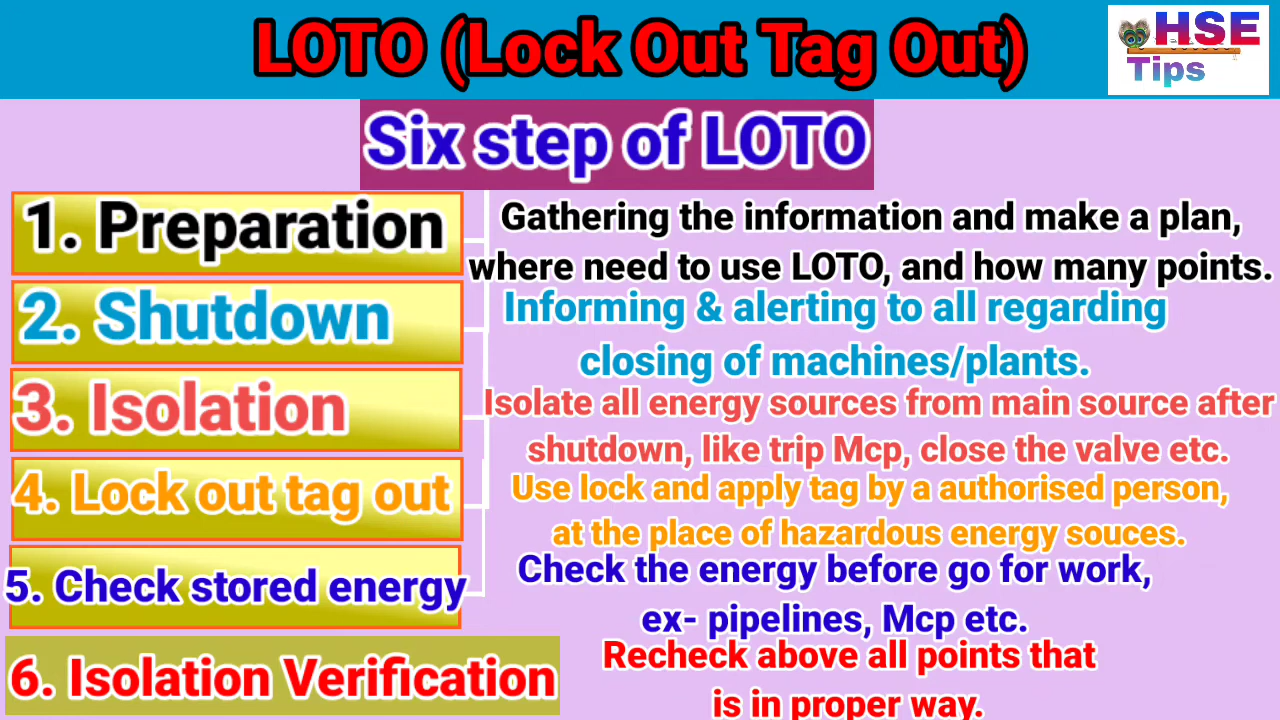 LOTO (Lock Out Tag Out)
HSE
Tips
Six step of LOTO
1. Preparation
Gathering the information and make a plan,
where need to use LOTO, and how many points.
2. Shutdown
Informing & alerting to all regarding
closing of machines/plants.
3. Isolation
Isolate all energy sources from main source after
shutdown, like trip Mcp, close the valve etc.
4. Lock out tag out
Use lock and apply tag by a authorised person,
at the place of hazardous energy souces.
5. Check stored energy
Check the energy before go for work,
ex- pipelines, Mcp etc.
6. Isolation Verification
Recheck above all points that
is in proper way.